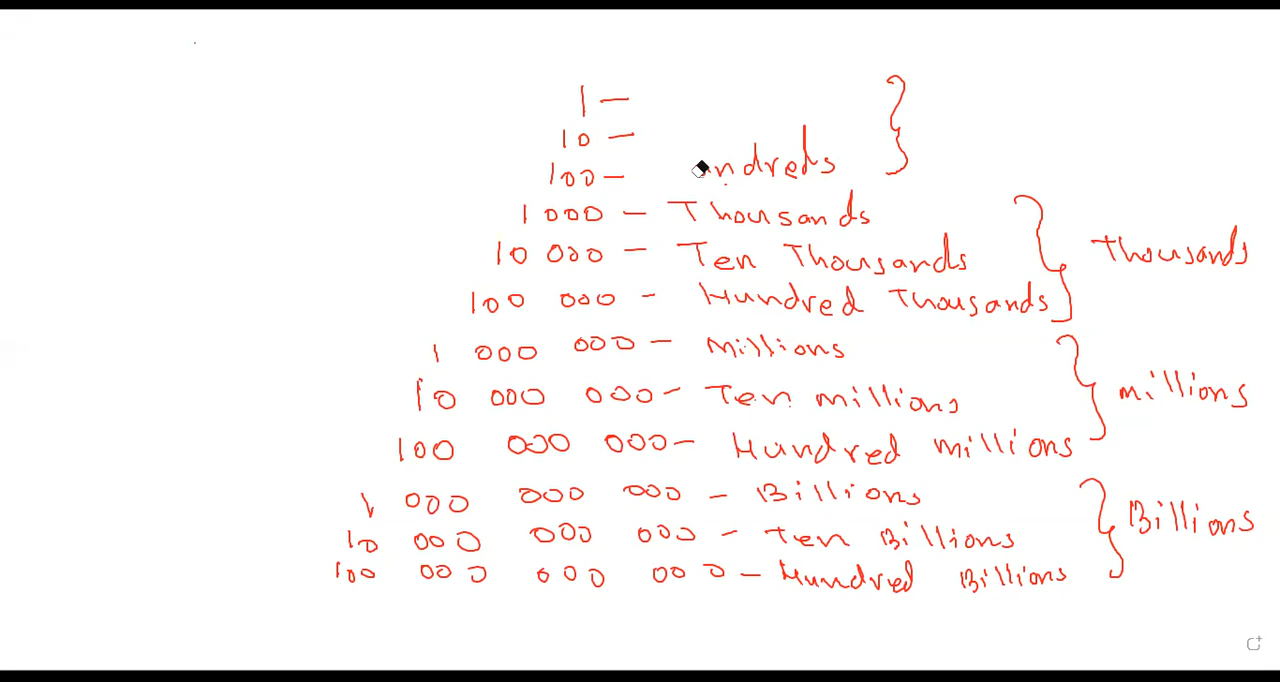 1 —
10 —
100 — ndreds
1 000 — Thousands
10 000 — Ten Thousands
Thousands
100 000 - Hundred Thousands
1 000 000 — Millions
10 000 000 - Ten millions
millions
100 000 000 — Hundred millions
1 000 000 000 - Billions
Billions
10 000 000 000 - Ten Billions
100 000 000 000 — Hundred Billions